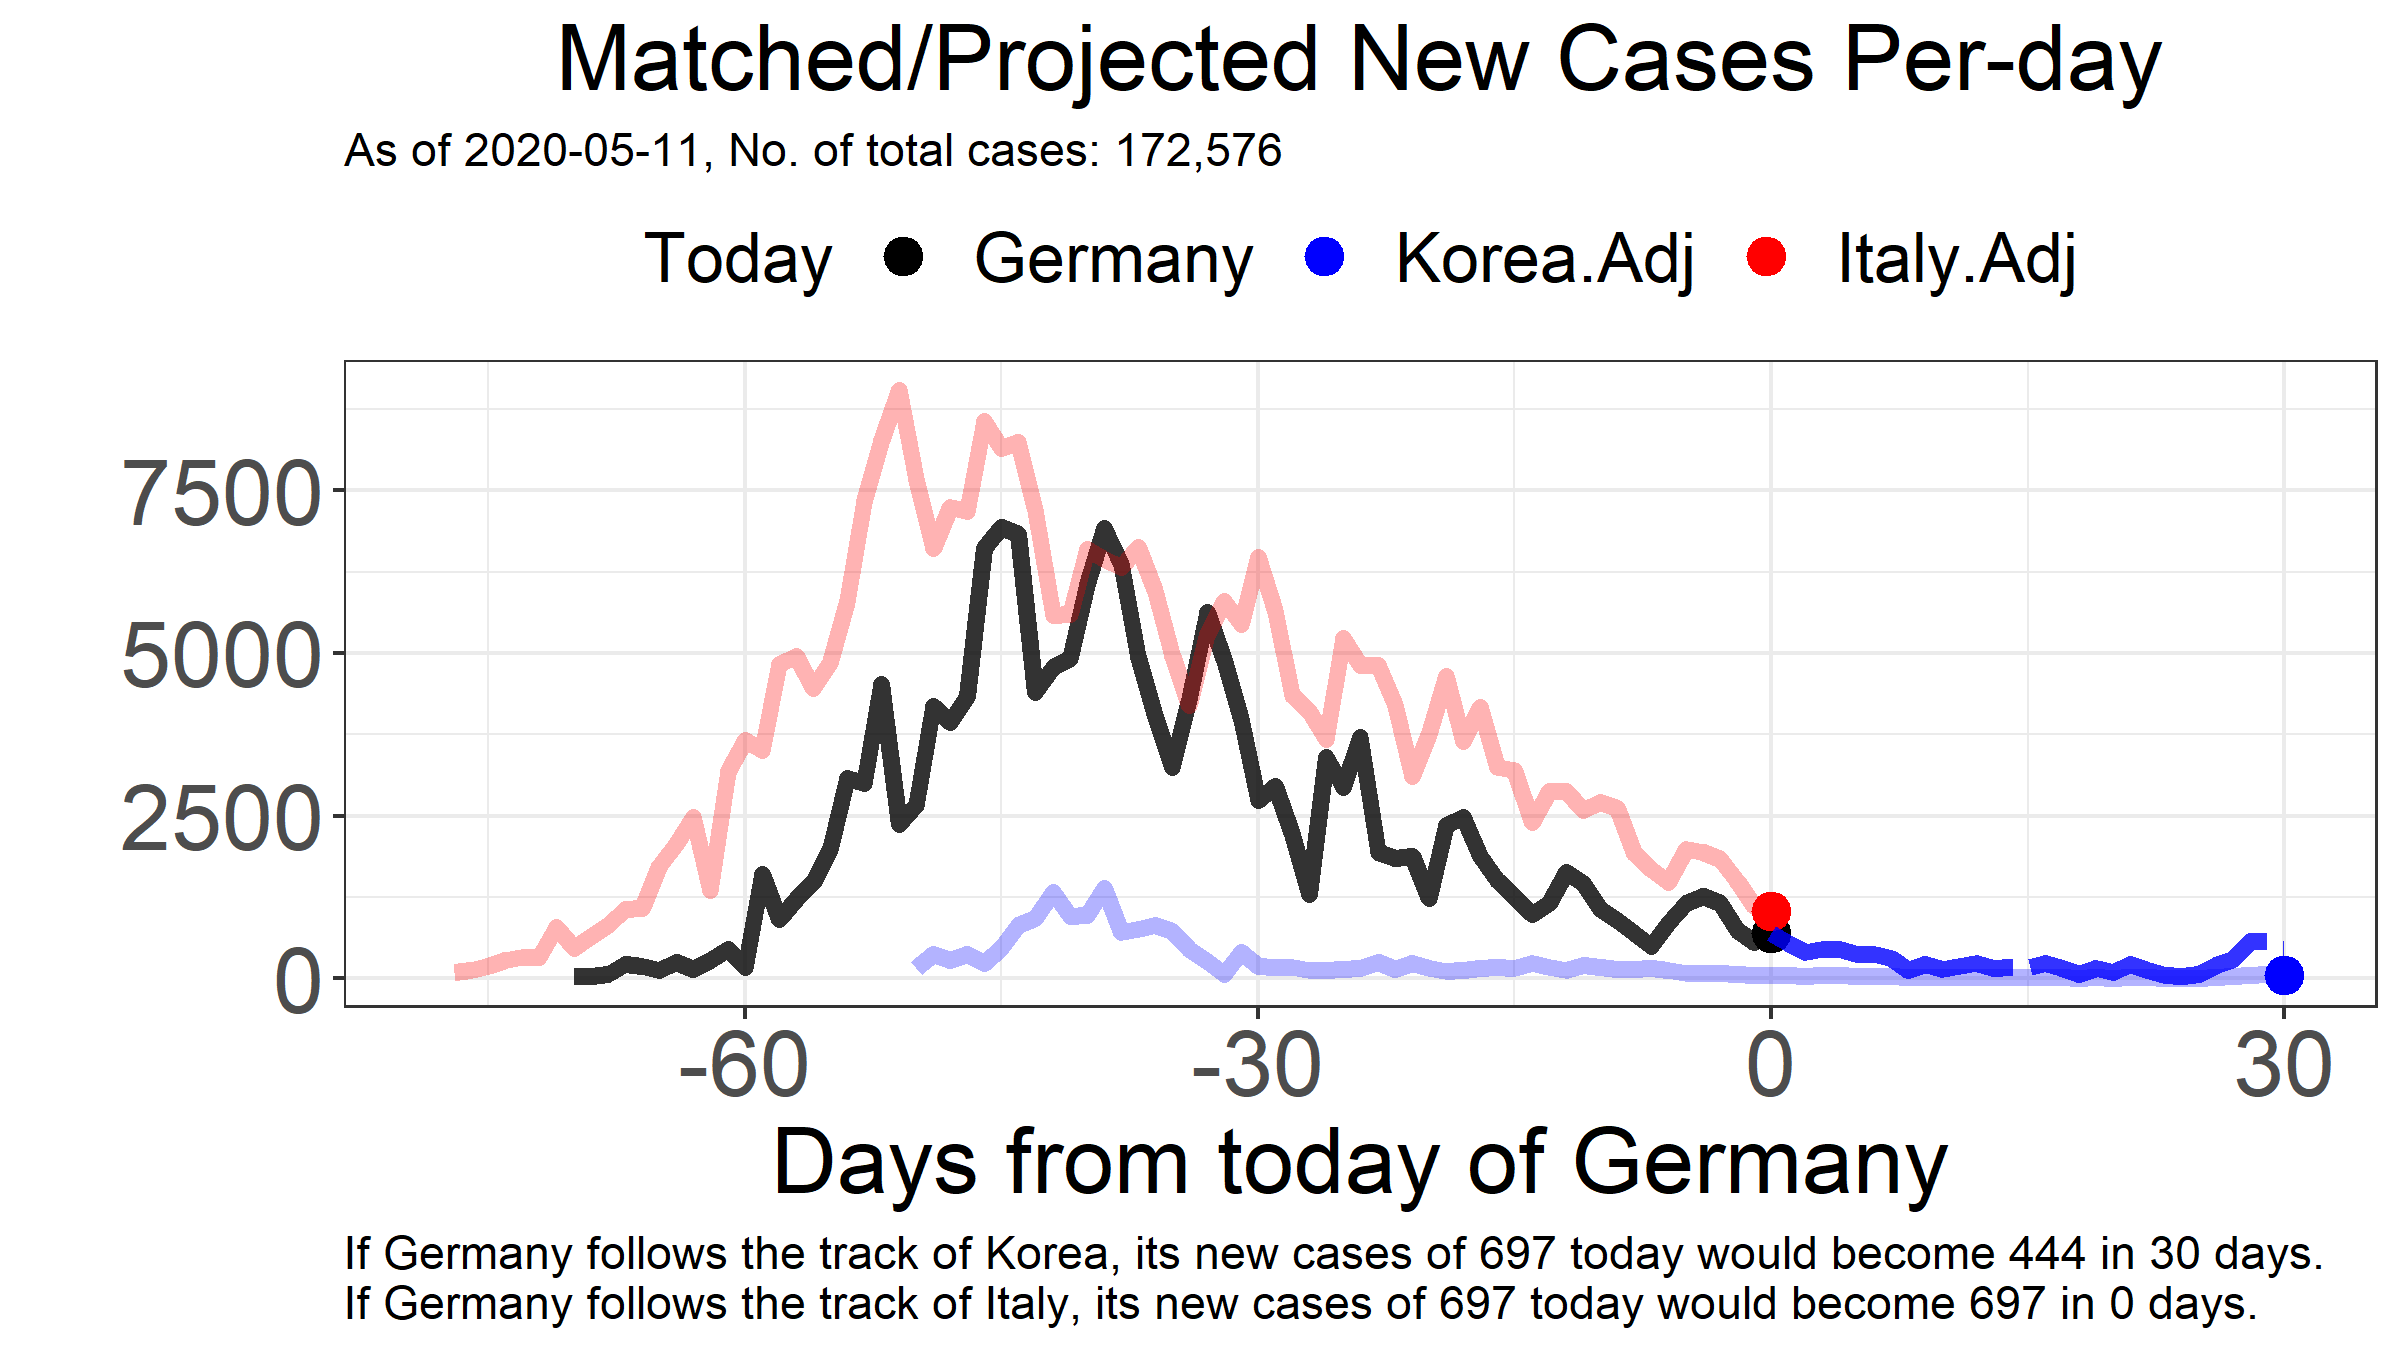 Matched/Projected New Cases Per-day
As of 2020-05-11, No. of total cases: 172,576
Today Germany Korea.Adj Italy.Adj
7500
5000
2500
0
-60 -30 0 30
Days from today of Germany
If Germany follows the track of Korea, its new cases of 697 today would become 444 in 30 days.
If Germany follows the track of Italy, its new cases of 697 today would become 697 in 0 days.